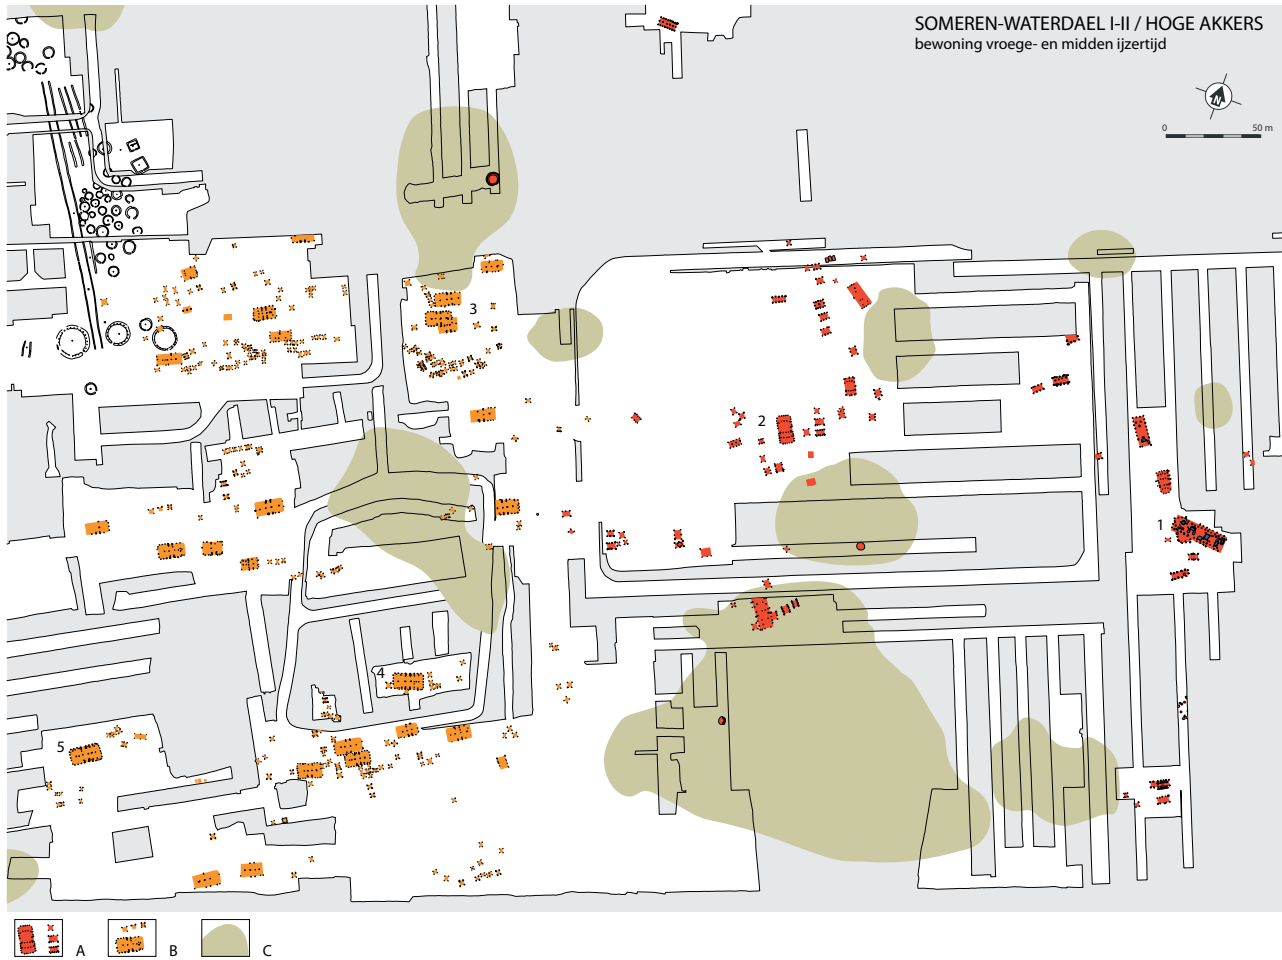 SOMEREN-WATERDAEL I-II / HOGE AKKERS
bewoning vroege- en midden ijzertijd
N
0 50 m
3
2
1
4
5
A B C